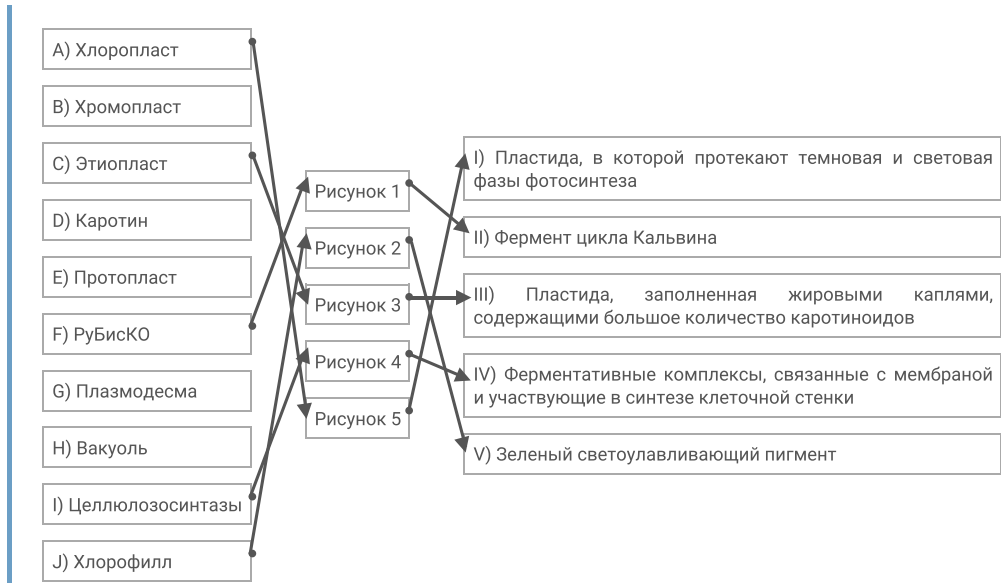 A) Хлоропласт
B) Хромопласт
C) Этиопласт
D) Каротин
E) Протопласт
F) РуБисКО
G) Плазмодесма
H) Вакуоль
I) Целлюлозосинтазы
J) Хлорофилл
Рисунок 1
Рисунок 2
Рисунок 3
Рисунок 4
Рисунок 5
I) Пластида, в которой протекают темновая и световая
фазы фотосинтеза
II) Фермент цикла Кальвина
III) Пластида, заполненная жировыми каплями,
содержащими большое количество каротиноидов
IV) Ферментативные комплексы, связанные с мембраной
и участвующие в синтезе клеточной стенки
V) Зеленый светоулавливающий пигмент